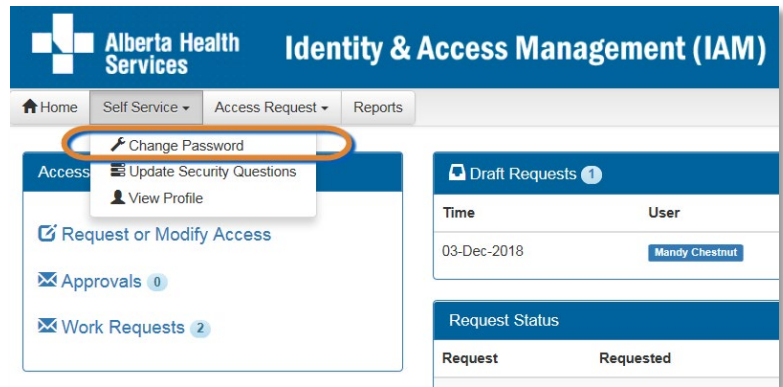 Alberta Health
Services
Identity & Access Management (IAM)
Home Self Service Access Request Reports
Change Password
Update Security Questions
View Profile
Access
Request or Modify Access
Approvals 0
Work Requests 2
Draft Requests 1
Time User
03-Dec-2018 Mandy Chestnut
Request Status
Request Requested